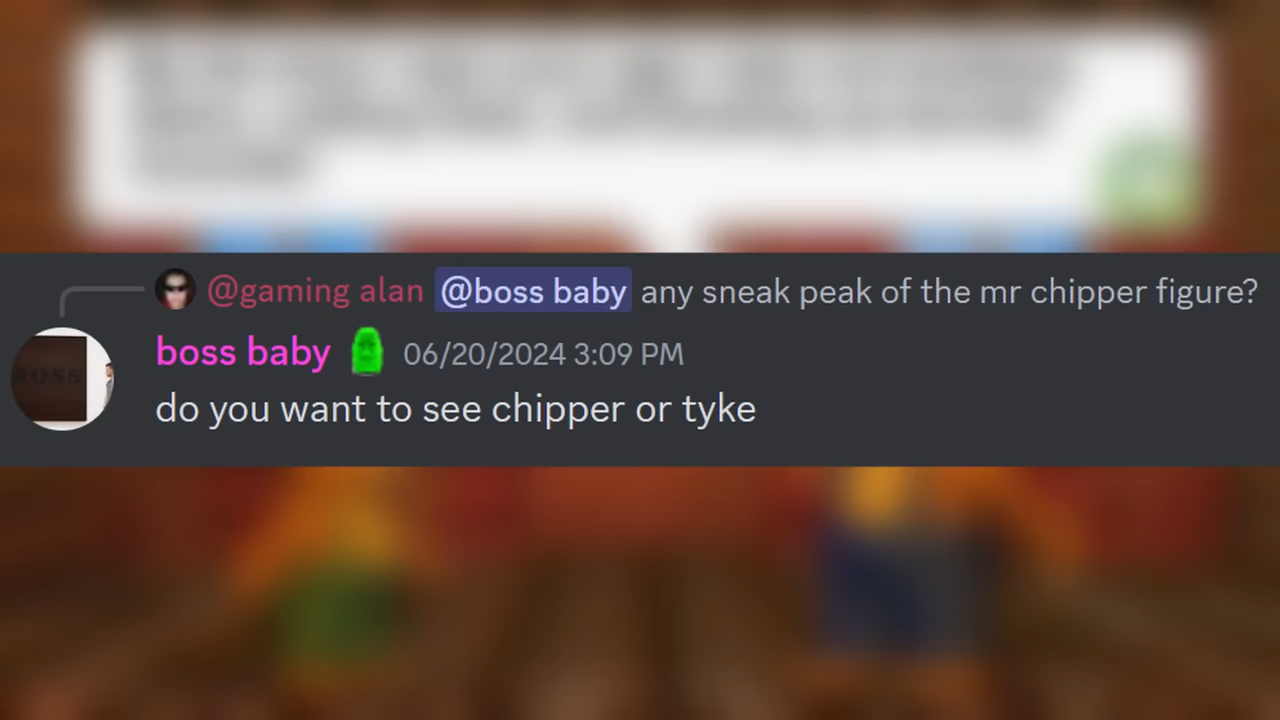 @gaming alan @boss baby any sneak peak of the mr chipper figure?
boss baby 06/20/2024 3:09 PM
do you want to see chipper or tyke
BOSS